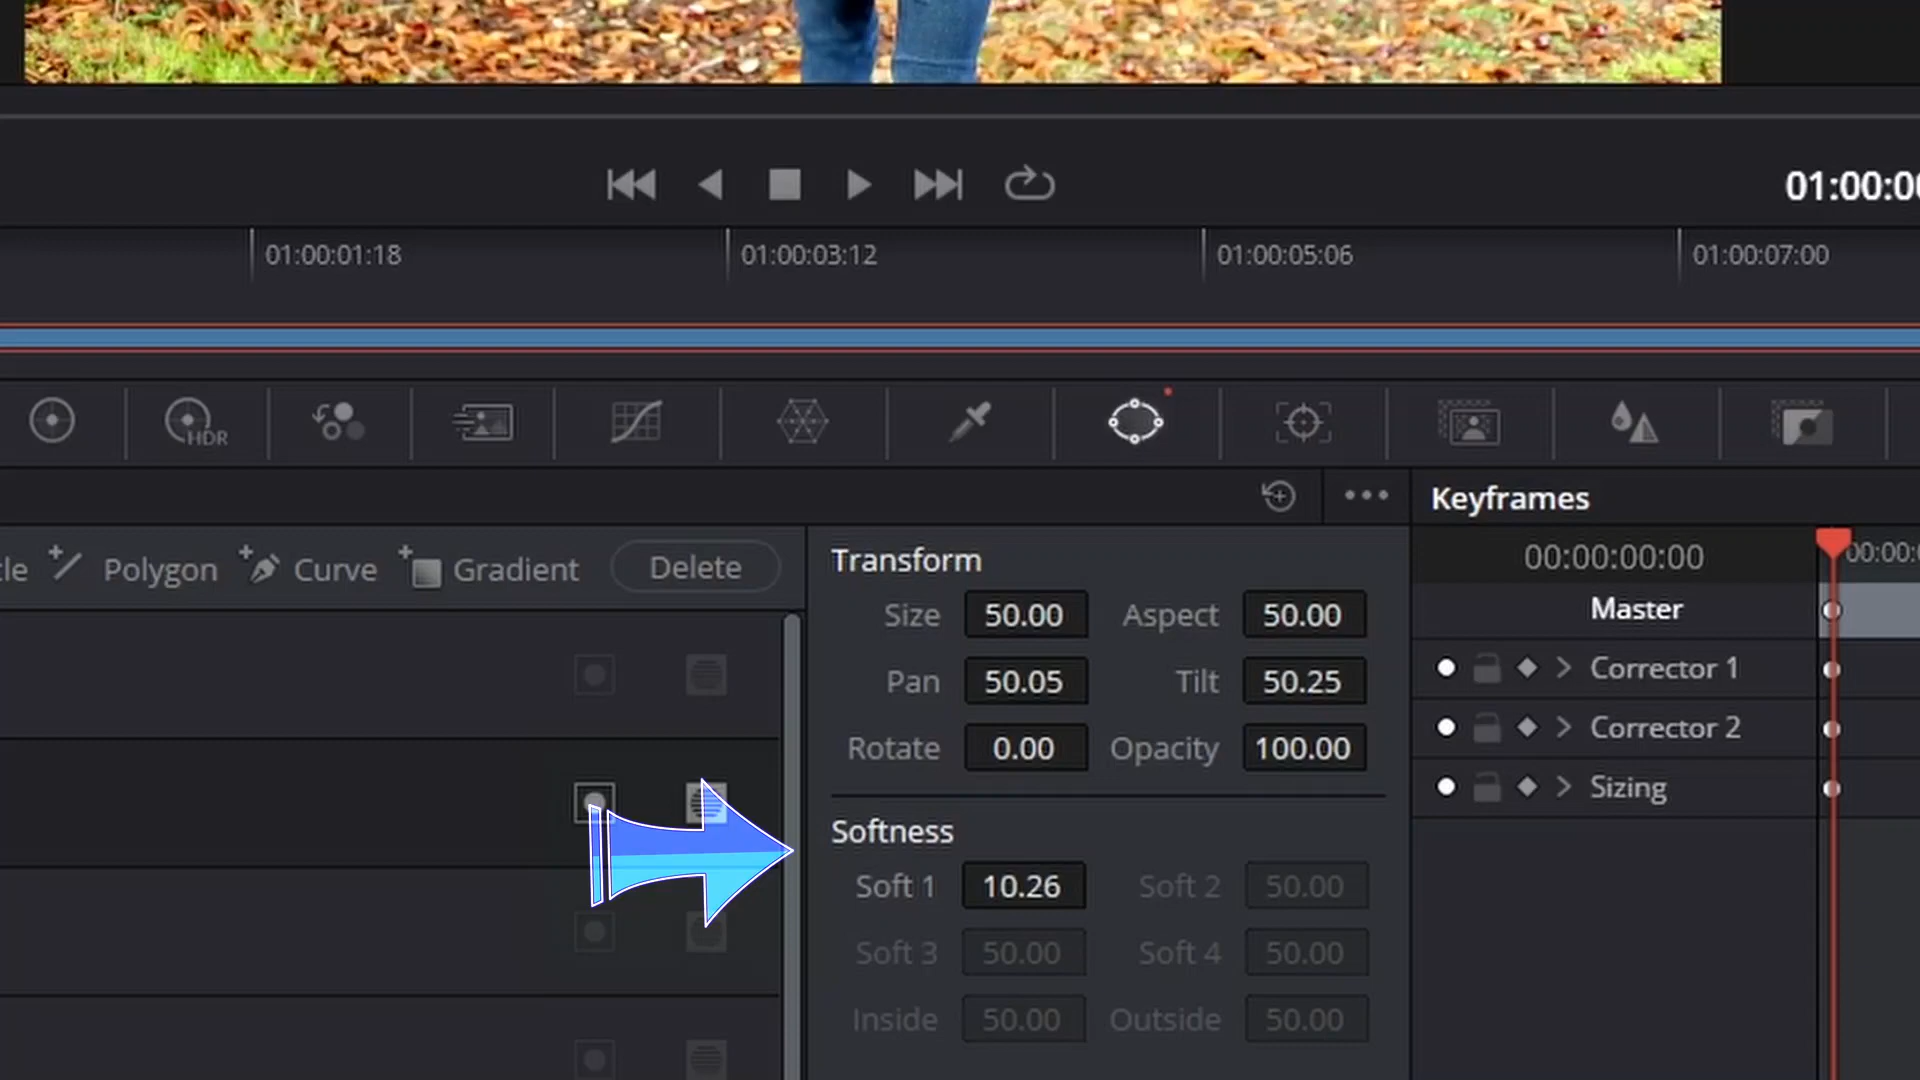 01:00:0
01:00:01:18 01:00:03:12 01:00:05:06 01:00:07:00
HDR
Keyframes
le Polygon Curve Gradient Delete
Transform
Size 50.00 Aspect 50.00
Pan 50.05 Tilt 50.25
Rotate 0.00 Opacity 100.00
Softness
Soft 1 10.26 Soft 2 50.00
Soft 3 50.00 Soft 4 50.00
Inside 50.00 Outside 50.00
00:00:00:00 00:00:
Master
Corrector 1
Corrector 2
Sizing